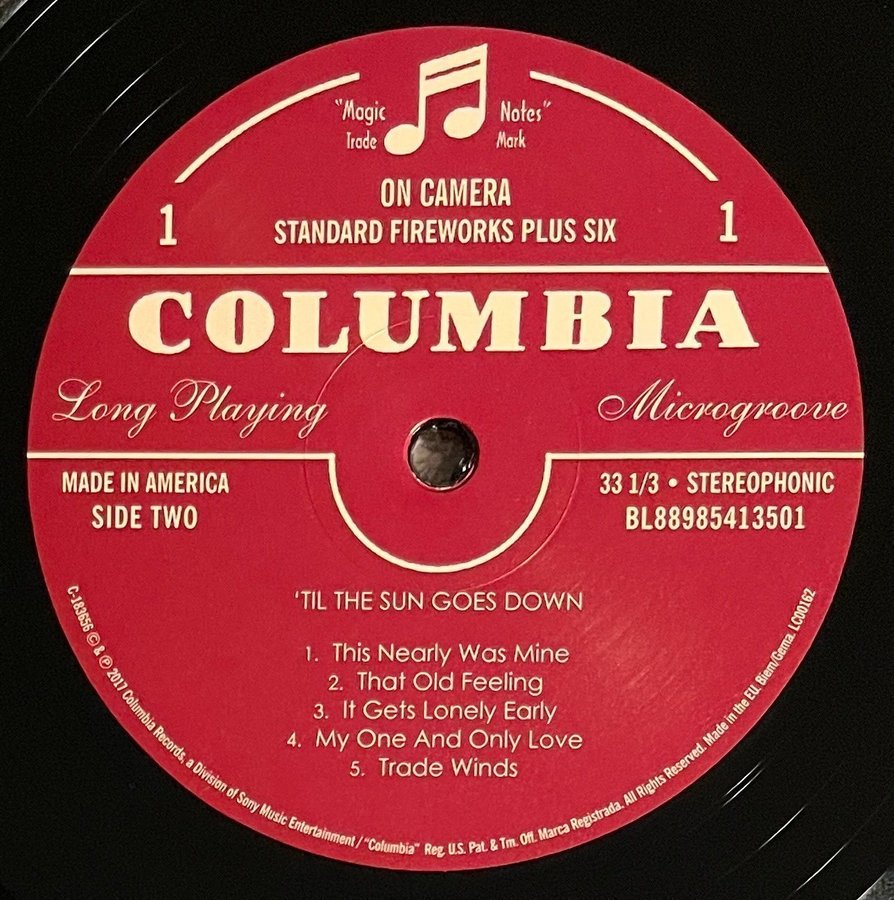 "Magic Notes"
Trade Mark
ON CAMERA
1 STANDARD FIREWORKS PLUS SIX 1
COLUMBIA
Long Playing Microgroove
MADE IN AMERICA 33 1/3 • STEREOPHONIC
SIDE TWO BL88985413501
'TIL THE SUN GOES DOWN
1. This Nearly Was Mine
2. That Old Feeling
3. It Gets Lonely Early
4. My One And Only Love
5. Trade Winds
C-183656 © & ℗ 2017 Columbia Records, a Division of Sony Music Entertainment / "Columbia" Reg. U.S. Pat. & Tm. Off. Marca Registrada. All Rights Reserved. Made in the EU. Biem/Gema. LC00162